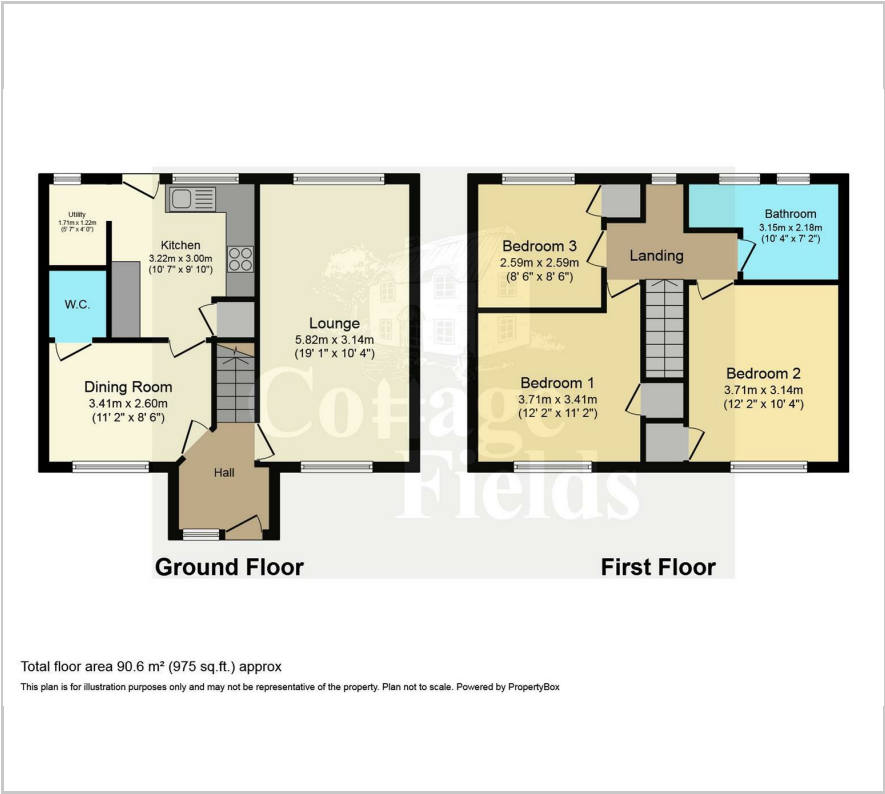 Utility
1.71m x 1.22m
(5' 7" x 4' 0")
Kitchen
3.22m x 3.00m
(10' 7" x 9' 10")
W.C.
Lounge
5.82m x 3.14m
(19' 1" x 10' 4")
Dining Room
3.41m x 2.60m
(11' 2" x 8' 6")
Hall
Ground Floor
Bathroom
3.15m x 2.18m
(10' 4" x 7' 2")
Bedroom 3
2.59m x 2.59m
(8' 6" x 8' 6")
Landing
Bedroom 1
3.71m x 3.41m
(12' 2" x 11' 2")
Bedroom 2
3.71m x 3.14m
(12' 2" x 10' 4")
First Floor
Cottage
Fields
Total floor area 90.6 m² (975 sq.ft.) approx
This plan is for illustration purposes only and may not be representative of the property. Plan not to scale. Powered by PropertyBox